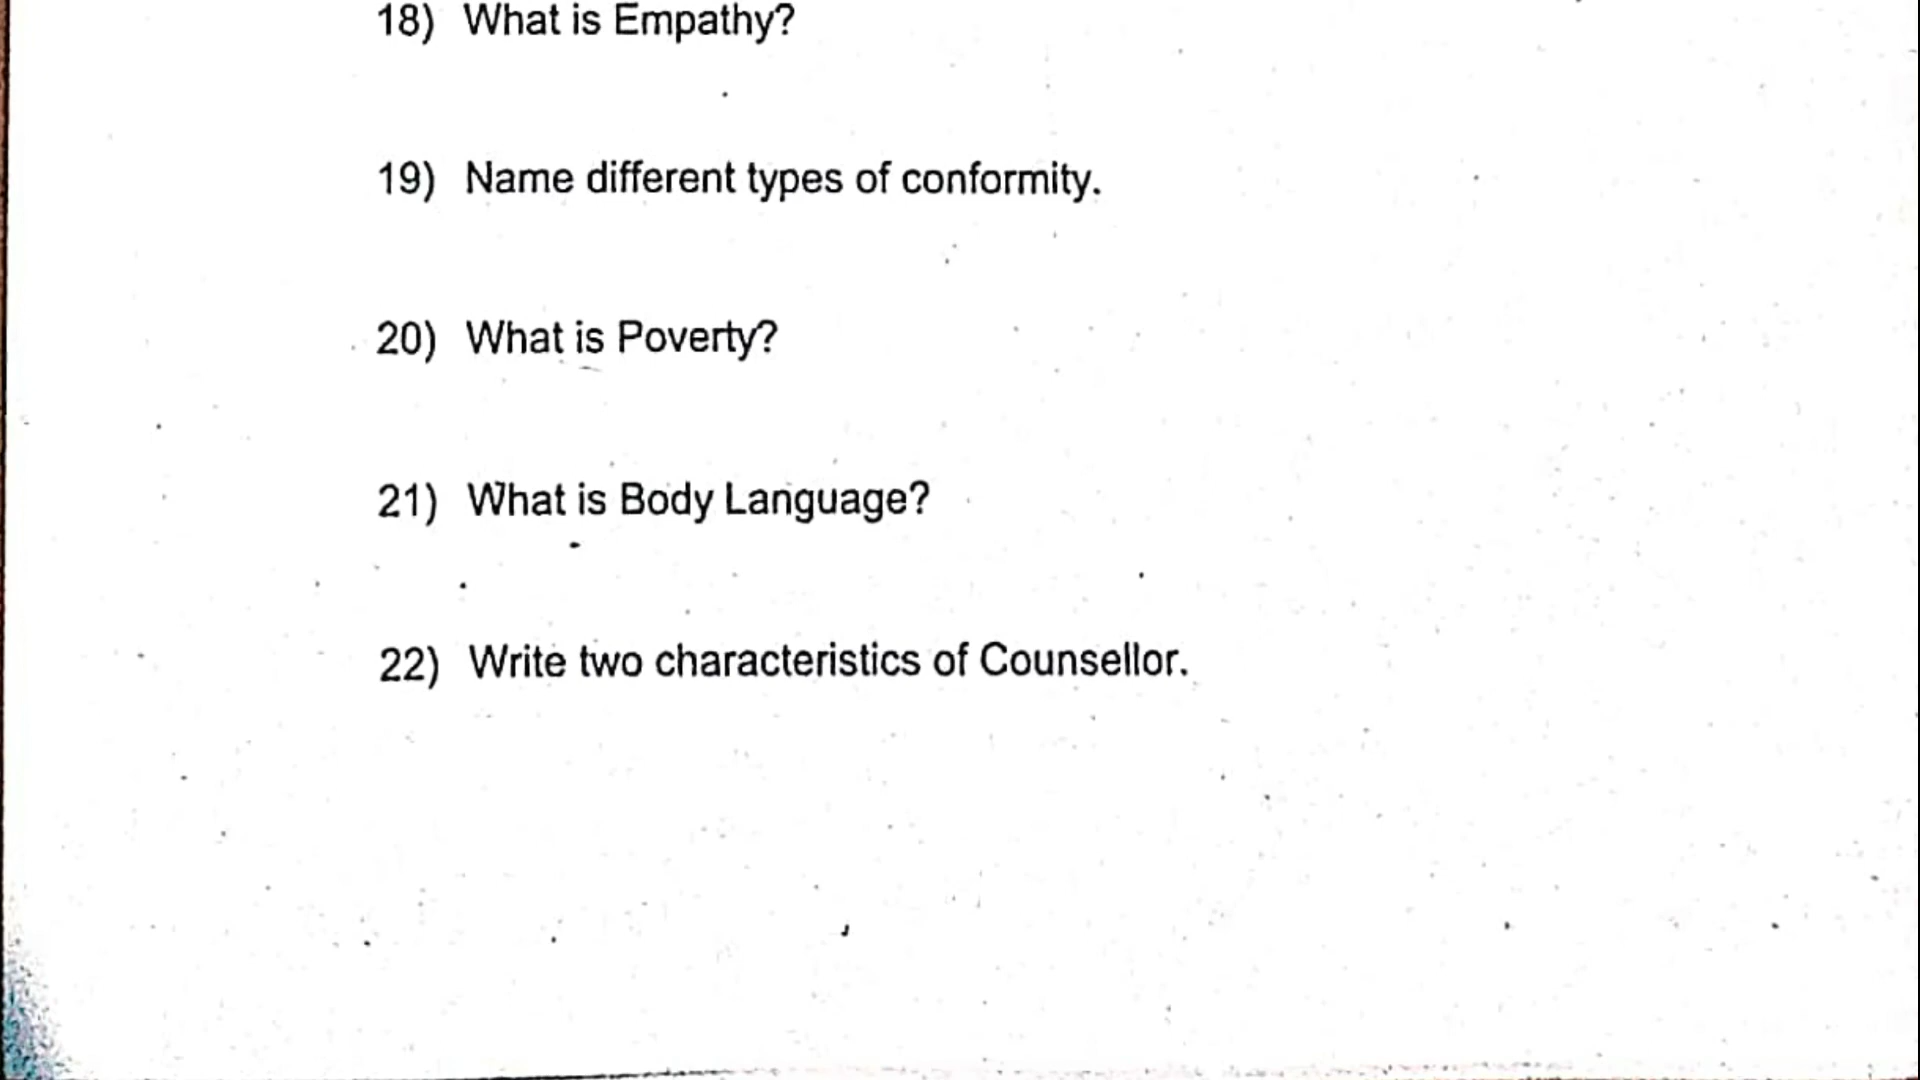 18) What is Empathy?
19) Name different types of conformity.
20) What is Poverty?
21) What is Body Language?
22) Write two characteristics of Counsellor.